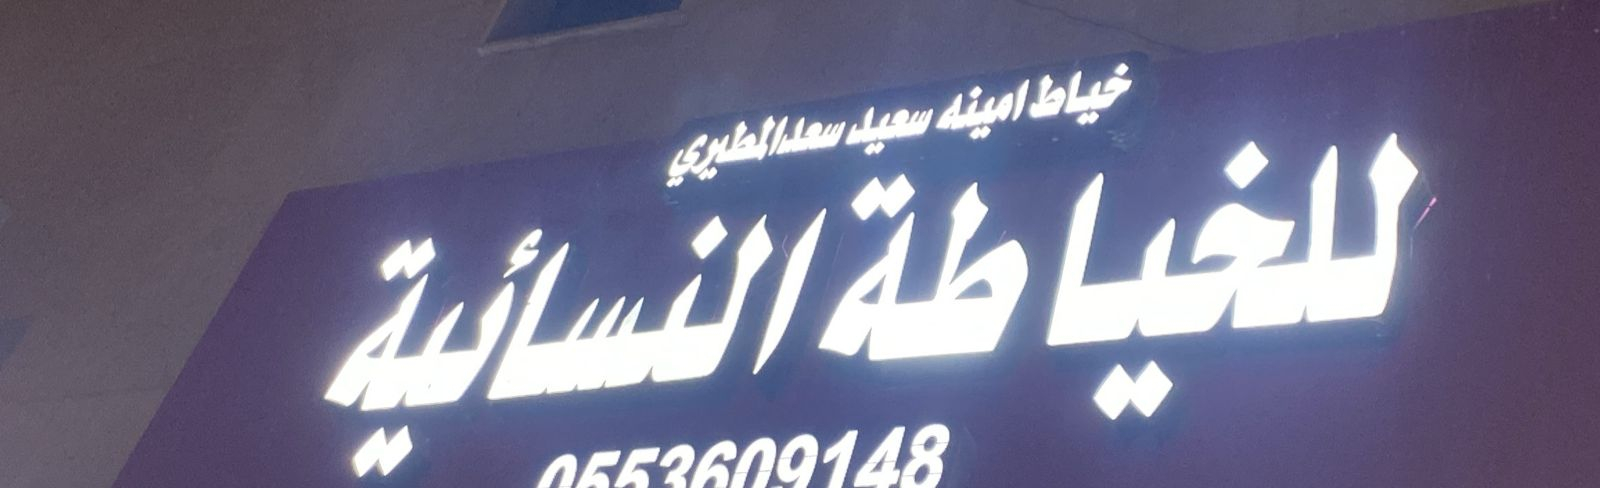 خياط امينه سعيد سعد المطيري
للخياطة النسائية
0553609148